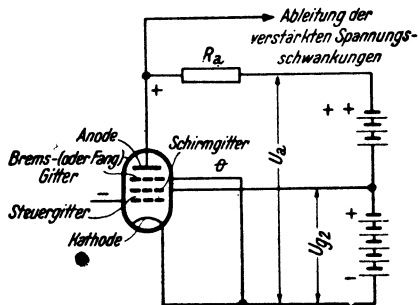 Ableitung der
verstärkten Spannungs-
schwankungen
Ra
+
+ +
Anode
Brems-(oder Fang)
Gitter
Schirmgitter
Ua
Steuergitter
−
+
Ug2
Kathode
−